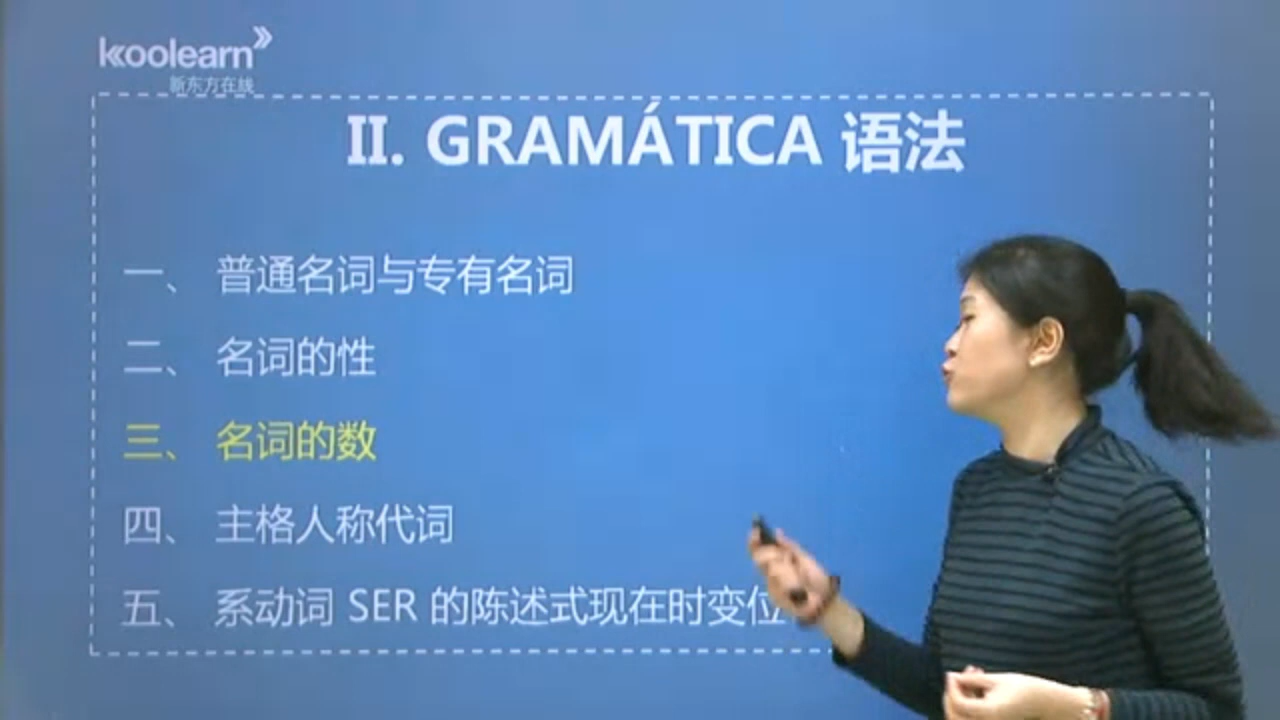 koolearn
新东方在线
II. GRAMÁTICA 语法
一、 普通名词与专有名词
二、 名词的性
三、 名词的数
四、 主格人称代词
五、 系动词 SER 的陈述式现在时变位